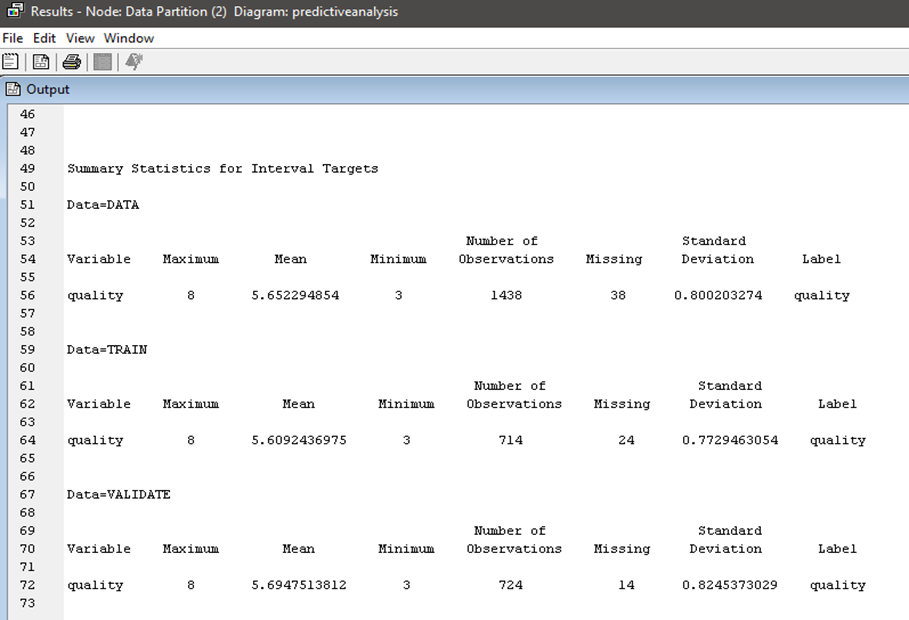 Results - Node: Data Partition (2) Diagram: predictiveanalysis
File Edit View Window
Output
46
47
48
49 Summary Statistics for Interval Targets
50
51 Data=DATA
52
53 Number of Standard
54 Variable Maximum Mean Minimum Observations Missing Deviation Label
55
56 quality 8 5.652294854 3 1438 38 0.800203274 quality
57
58
59 Data=TRAIN
60
61 Number of Standard
62 Variable Maximum Mean Minimum Observations Missing Deviation Label
63
64 quality 8 5.6092436975 3 714 24 0.7729463054 quality
65
66
67 Data=VALIDATE
68
69 Number of Standard
70 Variable Maximum Mean Minimum Observations Missing Deviation Label
71
72 quality 8 5.6947513812 3 724 14 0.8245373029 quality
73